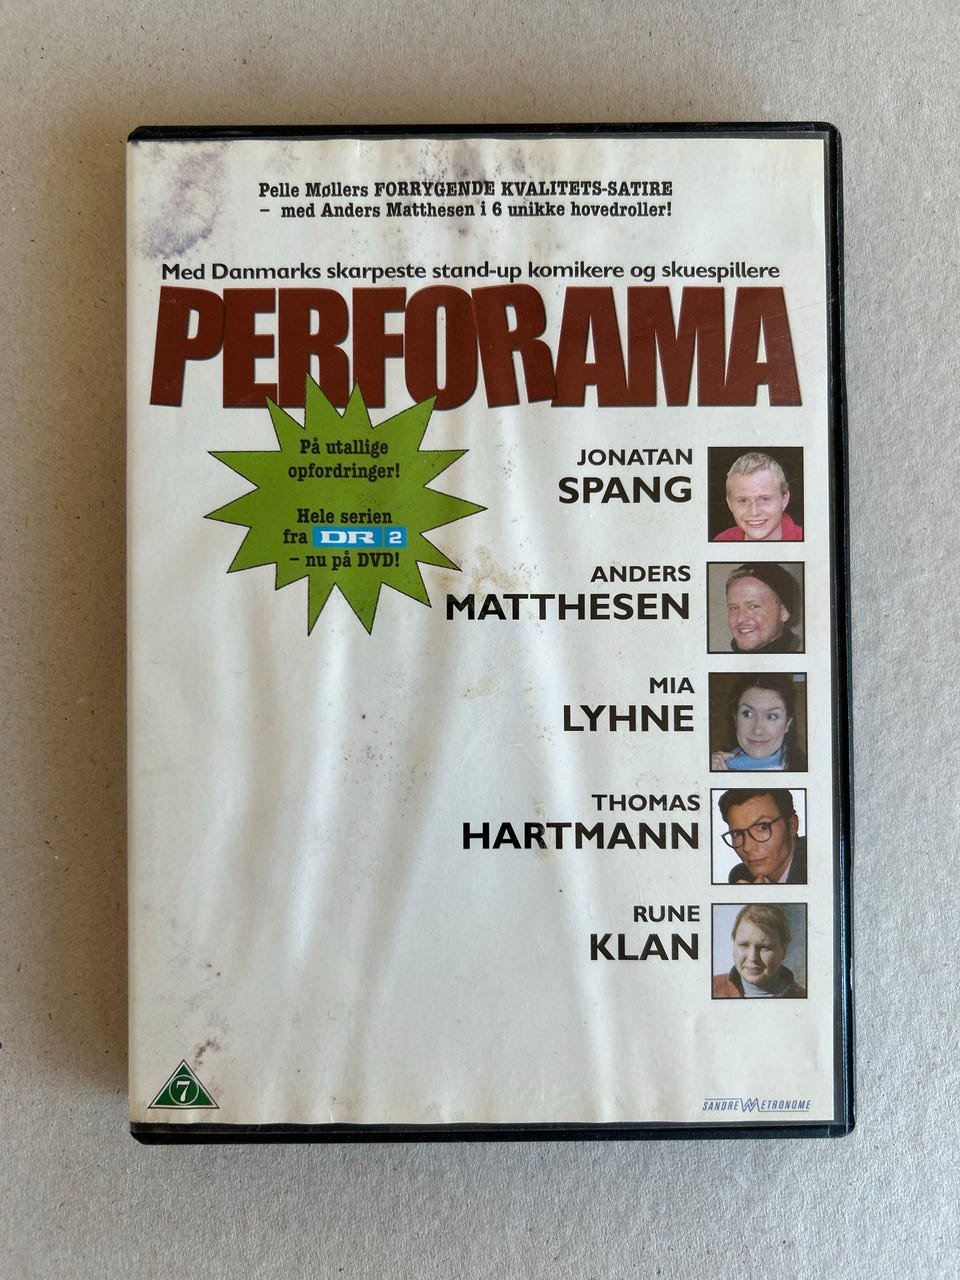 Pelle Møllers FORRYGENDE KVALITETS-SATIRE
– med Anders Matthesen i 6 unikke hovedroller!
Med Danmarks skarpeste stand-up komikere og skuespillere
PERFORAMA
På utallige
opfordringer!
Hele serien
fra DR 2
– nu på DVD!
JONATAN
SPANG
ANDERS
MATTHESEN
MIA
LYHNE
THOMAS
HARTMANN
RUNE
KLAN
7
SANDREW METRONOME